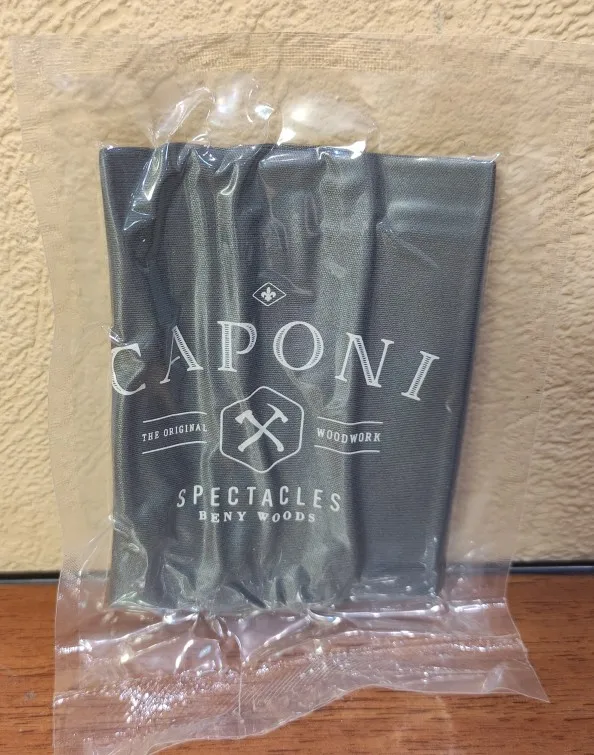 CAPONI
THE ORIGINAL WOODWORK
SPECTACLES
BENY WOODS